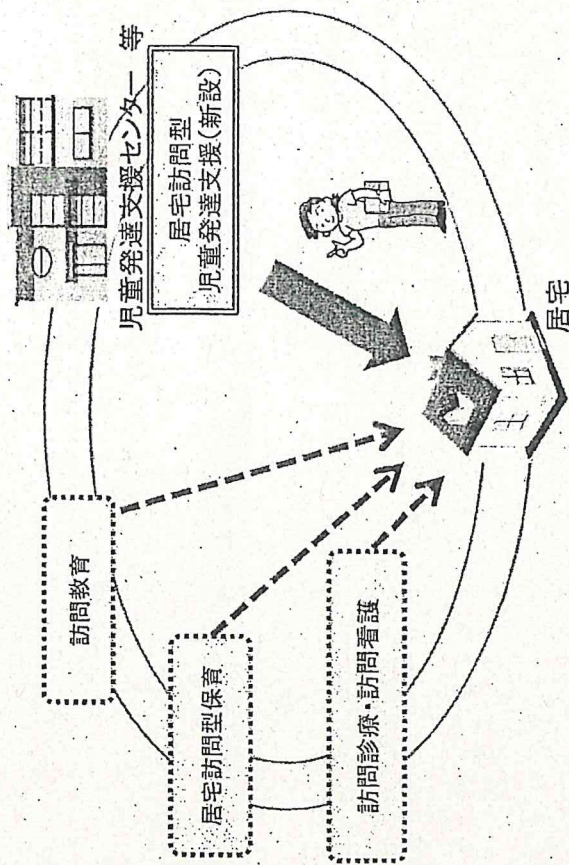 児童発達支援センター 等
居宅訪問型
児童発達支援(新設)
訪問教育
居宅訪問型保育
訪問診療・訪問看護
居宅